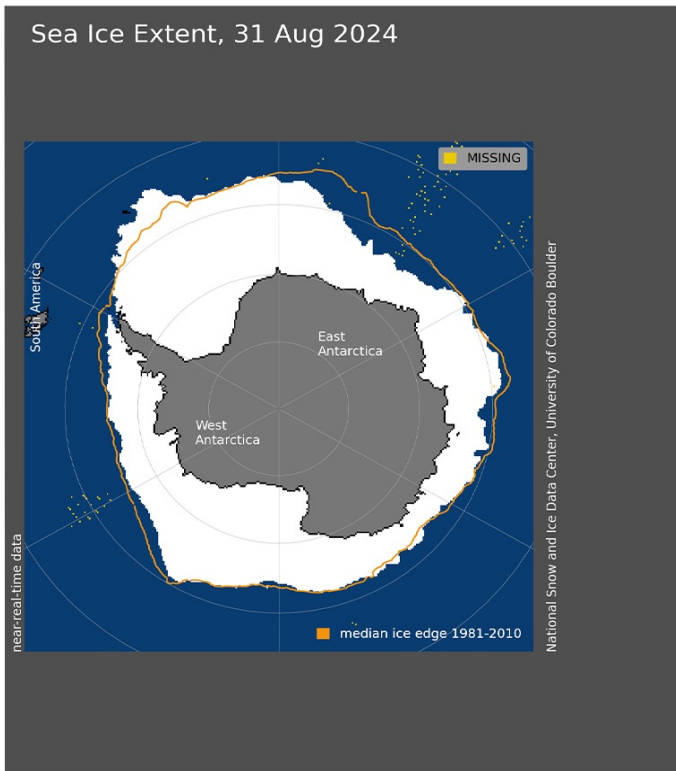 Sea Ice Extent, 31 Aug 2024
MISSING
South America
East
Antarctica
West
Antarctica
near-real-time data
National Snow and Ice Data Center, University of Colorado Boulder
median ice edge 1981-2010